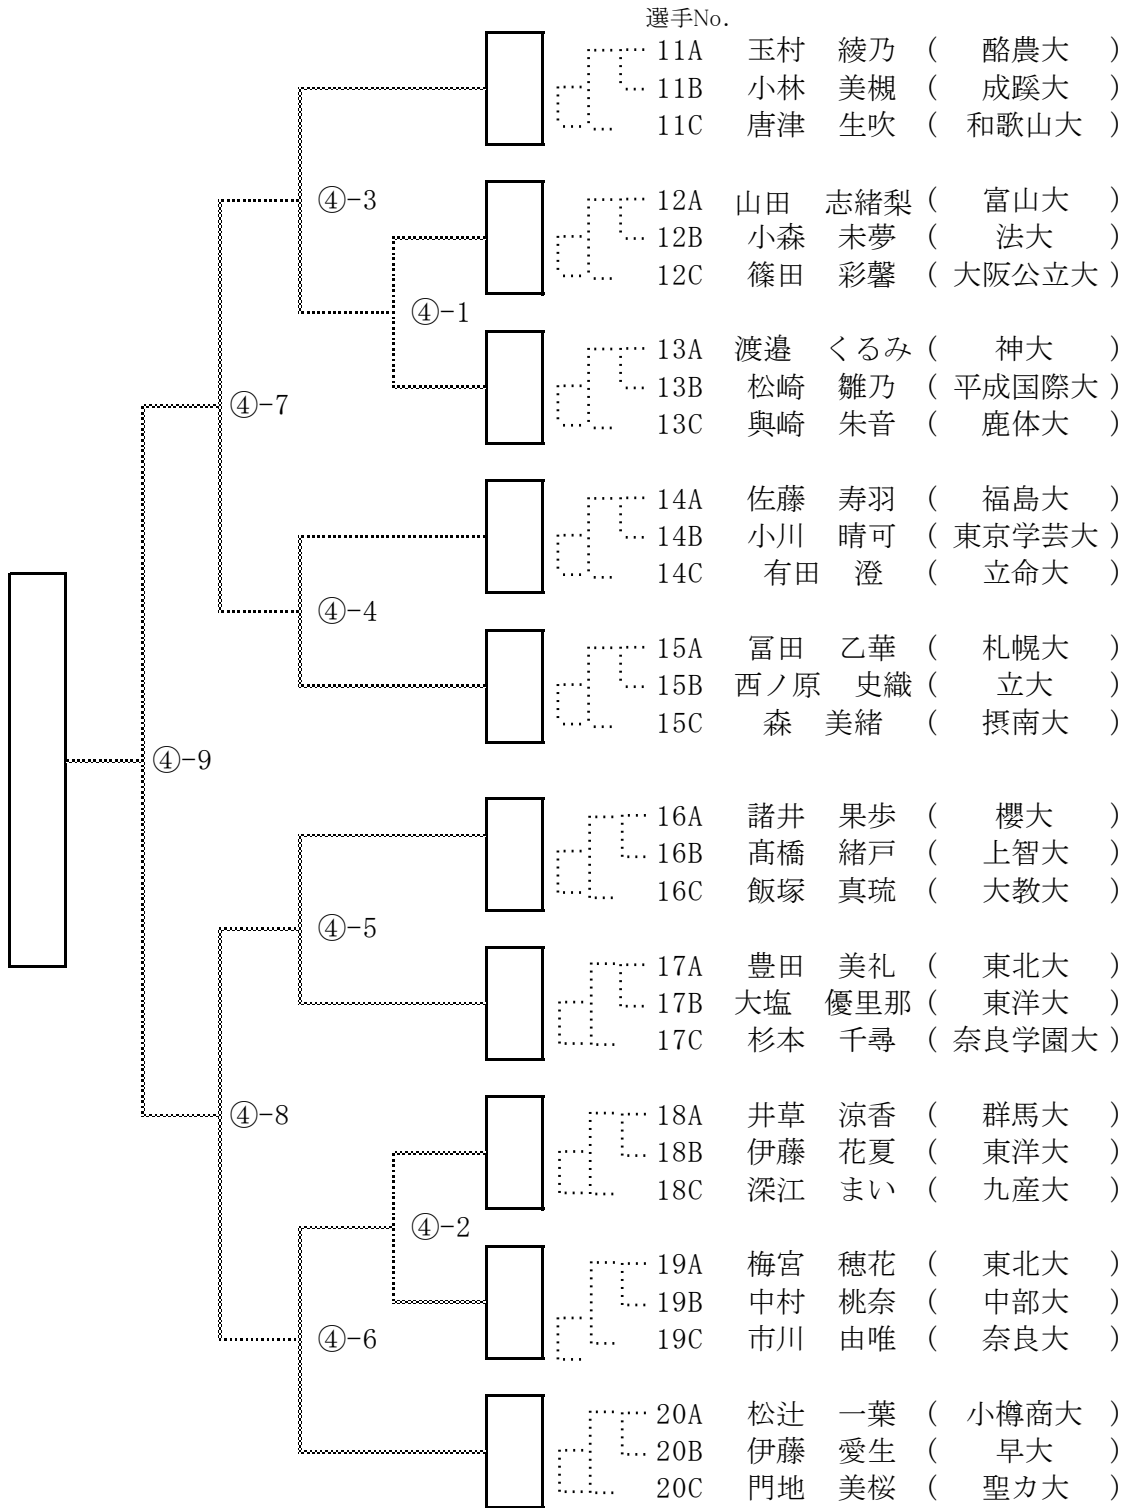 選手No.
11A 玉村 綾乃 ( 酪農大 )
11B 小林 美槻 ( 成蹊大 )
11C 唐津 生吹 ( 和歌山大 )
④-3
12A 山田 志緒梨 ( 富山大 )
12B 小森 未夢 ( 法大 )
12C 篠田 彩馨 ( 大阪公立大 )
④-1
13A 渡邉 くるみ ( 神大 )
13B 松崎 雛乃 ( 平成国際大 )
④-7
13C 與崎 朱音 ( 鹿体大 )
14A 佐藤 寿羽 ( 福島大 )
14B 小川 晴可 ( 東京学芸大 )
14C 有田 澄 ( 立命大 )
④-4
15A 冨田 乙華 ( 札幌大 )
15B 西ノ原 史織 ( 立大 )
15C 森 美緒 ( 摂南大 )
④-9
16A 諸井 果歩 ( 櫻大 )
16B 髙橋 緒戸 ( 上智大 )
16C 飯塚 真琉 ( 大教大 )
④-5
17A 豊田 美礼 ( 東北大 )
17B 大塩 優里那 ( 東洋大 )
17C 杉本 千尋 ( 奈良学園大 )
④-8
18A 井草 涼香 ( 群馬大 )
18B 伊藤 花夏 ( 東洋大 )
18C 深江 まい ( 九産大 )
④-2
19A 梅宮 穂花 ( 東北大 )
19B 中村 桃奈 ( 中部大 )
④-6
19C 市川 由唯 ( 奈良大 )
20A 松辻 一葉 ( 小樽商大 )
20B 伊藤 愛生 ( 早大 )
20C 門地 美桜 ( 聖カ大 )